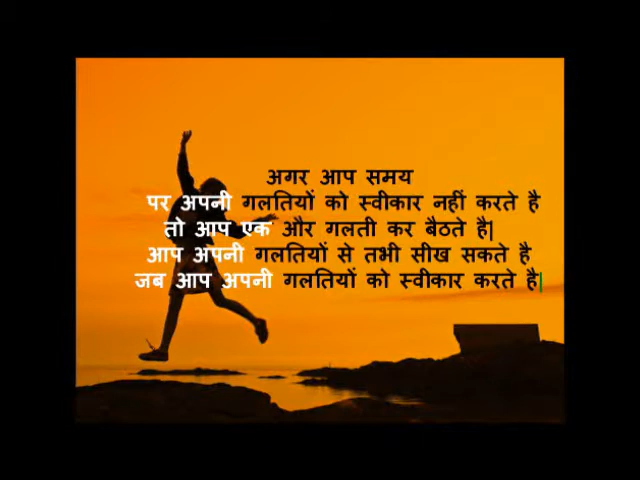 अगर आप समय
पर अपनी गलतियों को स्वीकार नहीं करते है
तो आप एक और गलती कर बैठते है|
आप अपनी गलतियों से तभी सीख सकते है
जब आप अपनी गलतियों को स्वीकार करते है|